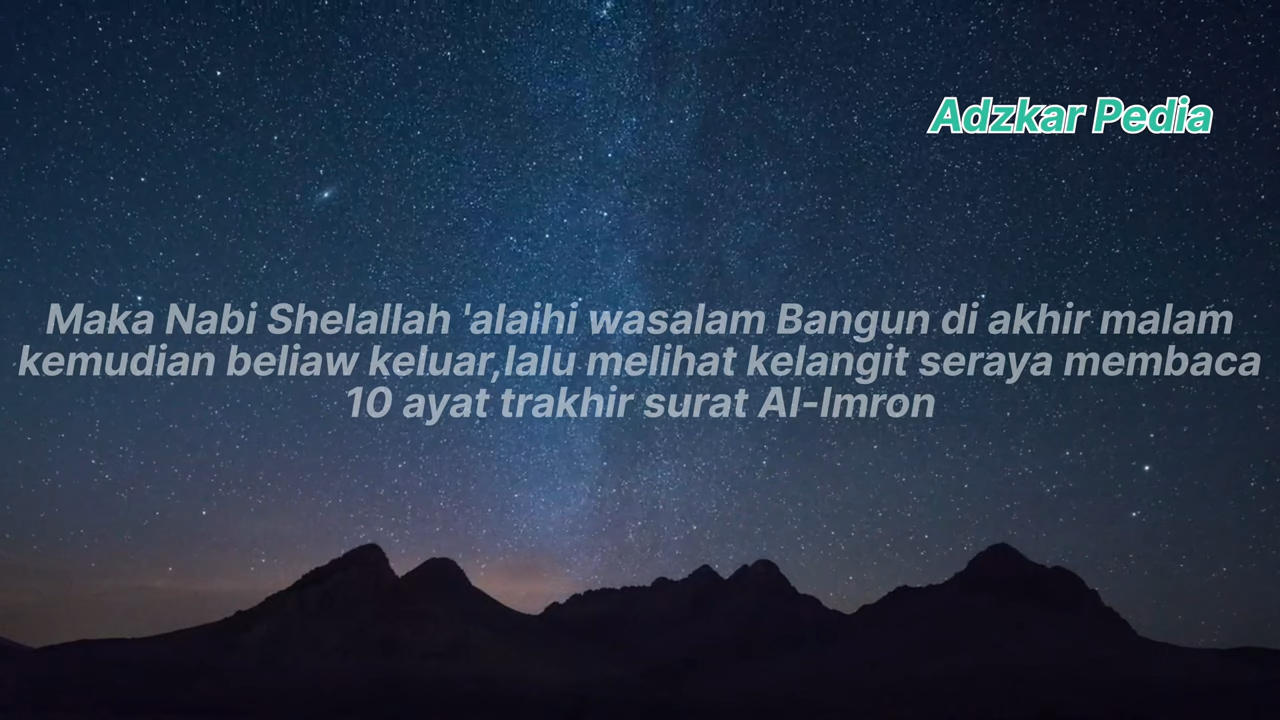 Adzkar Pedia
Maka Nabi Shelallah 'alaihi wasalam Bangun di akhir malam
kemudian beliaw keluar,lalu melihat kelangit seraya membaca
10 ayat trakhir surat Al-Imron